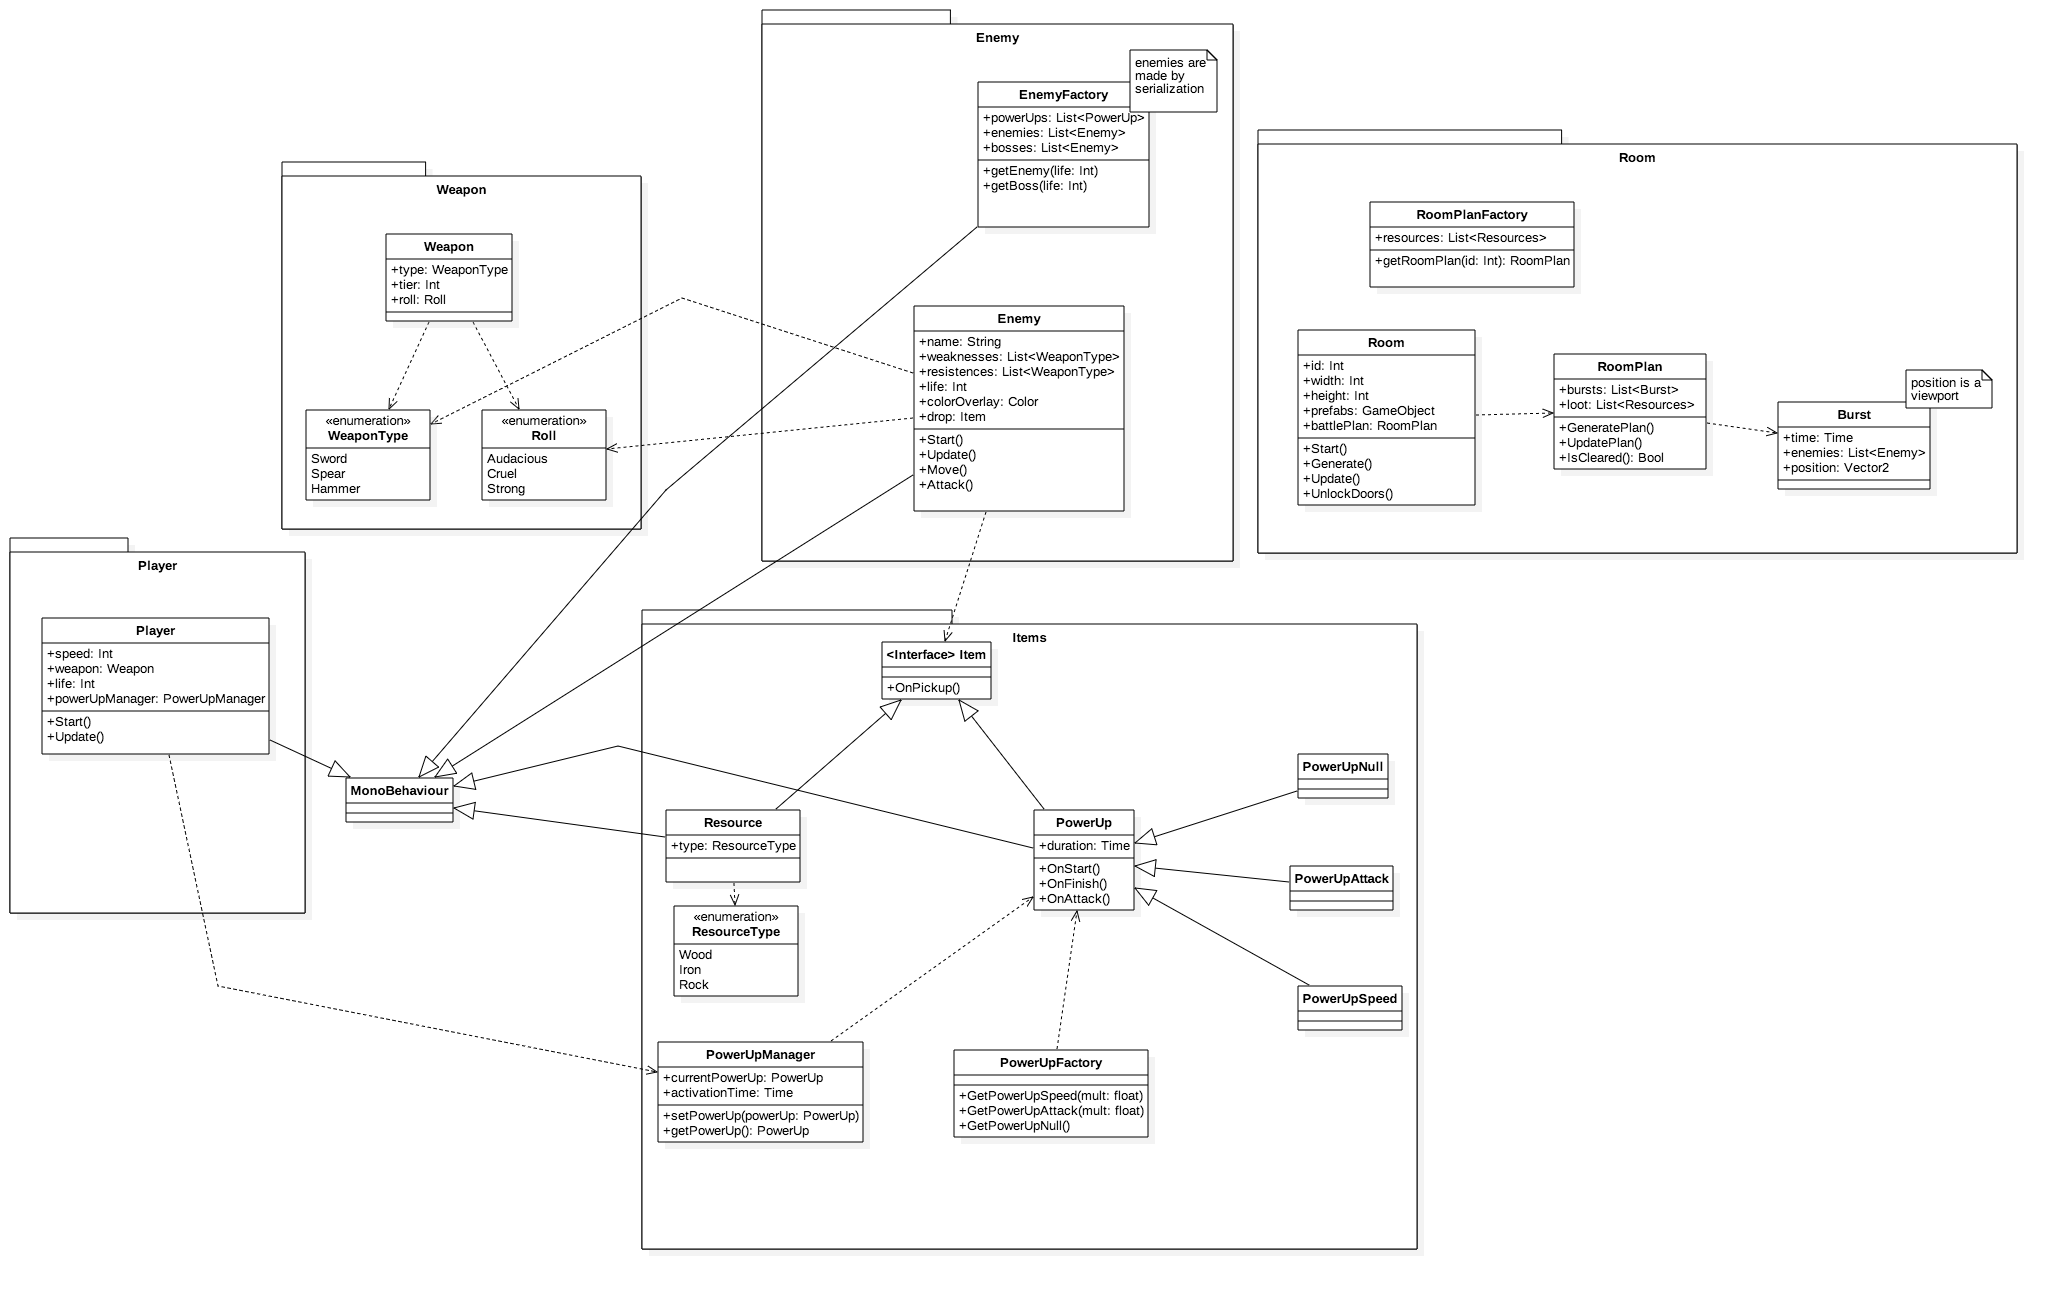 Enemy
enemies are
made by
serialization
EnemyFactory
+powerUps: List<PowerUp>
+enemies: List<Enemy>
+bosses: List<Enemy>
+getEnemy(life: Int)
+getBoss(life: Int)
Enemy
+name: String
+weaknesses: List<WeaponType>
+resistences: List<WeaponType>
+life: Int
+colorOverlay: Color
+drop: Item
+Start()
+Update()
+Move()
+Attack()
Room
RoomPlanFactory
+resources: List<Resources>
+getRoomPlan(id: Int): RoomPlan
Room
+id: Int
+width: Int
+height: Int
+prefabs: GameObject
+battlePlan: RoomPlan
+Start()
+Generate()
+Update()
+UnlockDoors()
RoomPlan
+bursts: List<Burst>
+loot: List<Resources>
+GeneratePlan()
+UpdatePlan()
+IsCleared(): Bool
position is a
viewport
Burst
+time: Time
+enemies: List<Enemy>
+position: Vector2
Weapon
Weapon
+type: WeaponType
+tier: Int
+roll: Roll
«enumeration»
WeaponType
Sword
Spear
Hammer
«enumeration»
Roll
Audacious
Cruel
Strong
Player
Player
+speed: Int
+weapon: Weapon
+life: Int
+powerUpManager: PowerUpManager
+Start()
+Update()
MonoBehaviour
Items
<Interface> Item
+OnPickup()
Resource
+type: ResourceType
«enumeration»
ResourceType
Wood
Iron
Rock
PowerUp
+duration: Time
+OnStart()
+OnFinish()
+OnAttack()
PowerUpNull
PowerUpAttack
PowerUpSpeed
PowerUpManager
+currentPowerUp: PowerUp
+activationTime: Time
+setPowerUp(powerUp: PowerUp)
+getPowerUp(): PowerUp
PowerUpFactory
+GetPowerUpSpeed(mult: float)
+GetPowerUpAttack(mult: float)
+GetPowerUpNull()